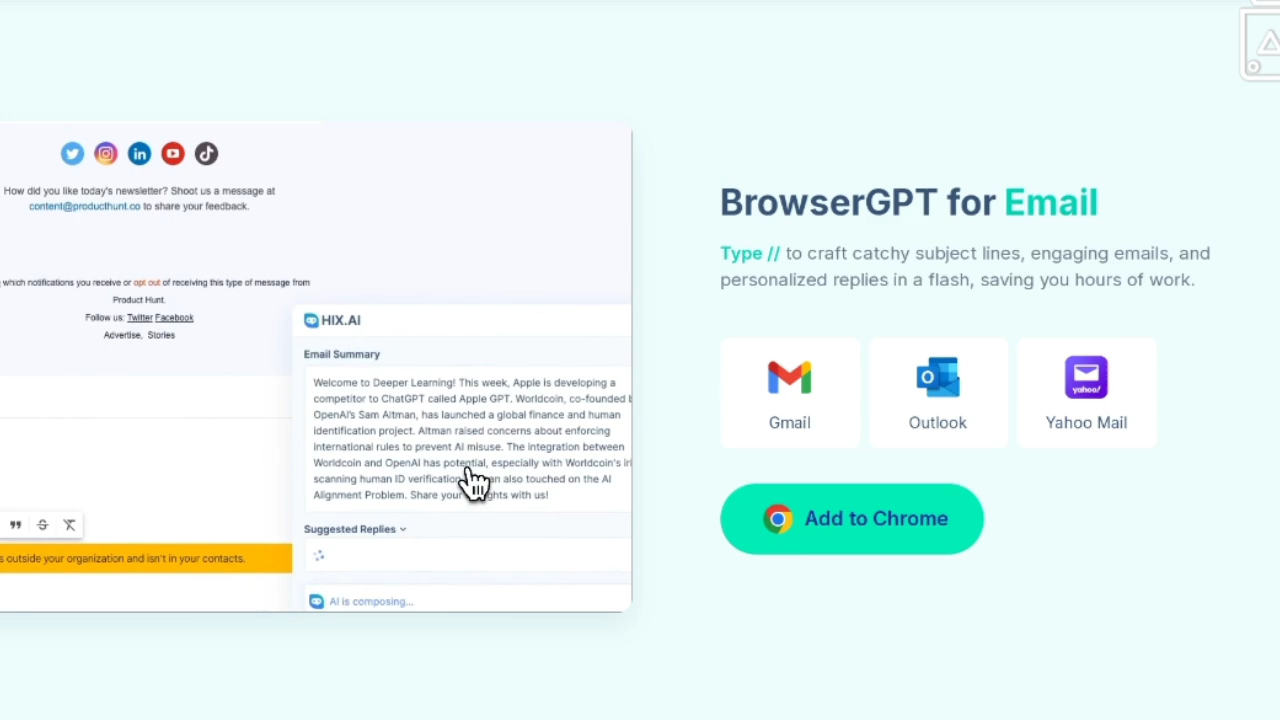 How did you like today's newsletter? Shoot us a message at
content@producthunt.co to share your feedback.
which notifications you receive or opt out of receiving this type of message from
Product Hunt.
Follow us: Twitter Facebook
Advertise, Stories
outside your organization and isn't in your contacts.
HIX.AI
Email Summary
Welcome to Deeper Learning! This week, Apple is developing a
competitor to ChatGPT called Apple GPT. Worldcoin, co-founded
OpenAI's Sam Altman, has launched a global finance and human
identification project. Altman raised concerns about enforcing
international rules to prevent AI misuse. The integration between
Worldcoin and OpenAI has potential, especially with Worldcoin's
scanning human ID verification also touched on the AI
Alignment Problem. Share your with us!
Suggested Replies
AI is composing...
BrowserGPT for Email
Type // to craft catchy subject lines, engaging emails, and
personalized replies in a flash, saving you hours of work.
Gmail
Outlook
yahoo!
Yahoo Mail
Add to Chrome